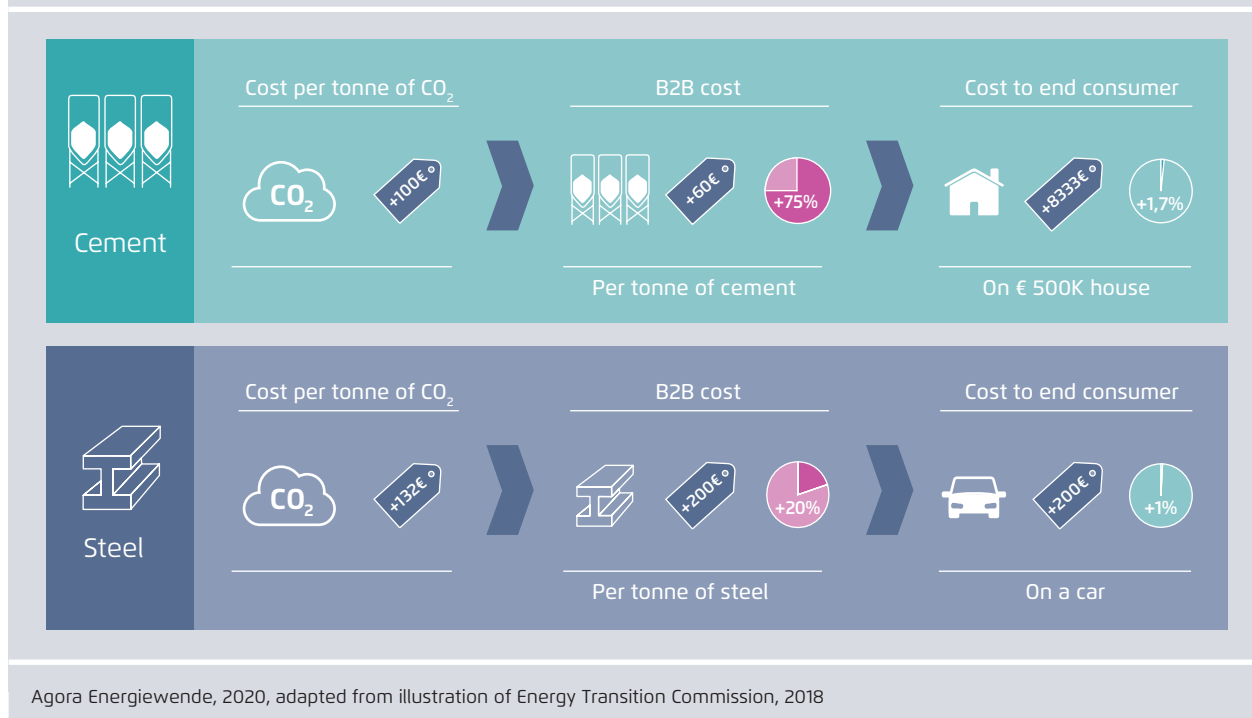 Cement
Cost per tonne of CO₂
CO₂
+100€
B2B cost
+60€
+75%
Per tonne of cement
Cost to end consumer
+8333€
+1,7%
On € 500K house
Steel
Cost per tonne of CO₂
CO₂
+132€
B2B cost
+200€
+20%
Per tonne of steel
Cost to end consumer
+200€
+1%
On a car
Agora Energiewende, 2020, adapted from illustration of Energy Transition Commission, 2018